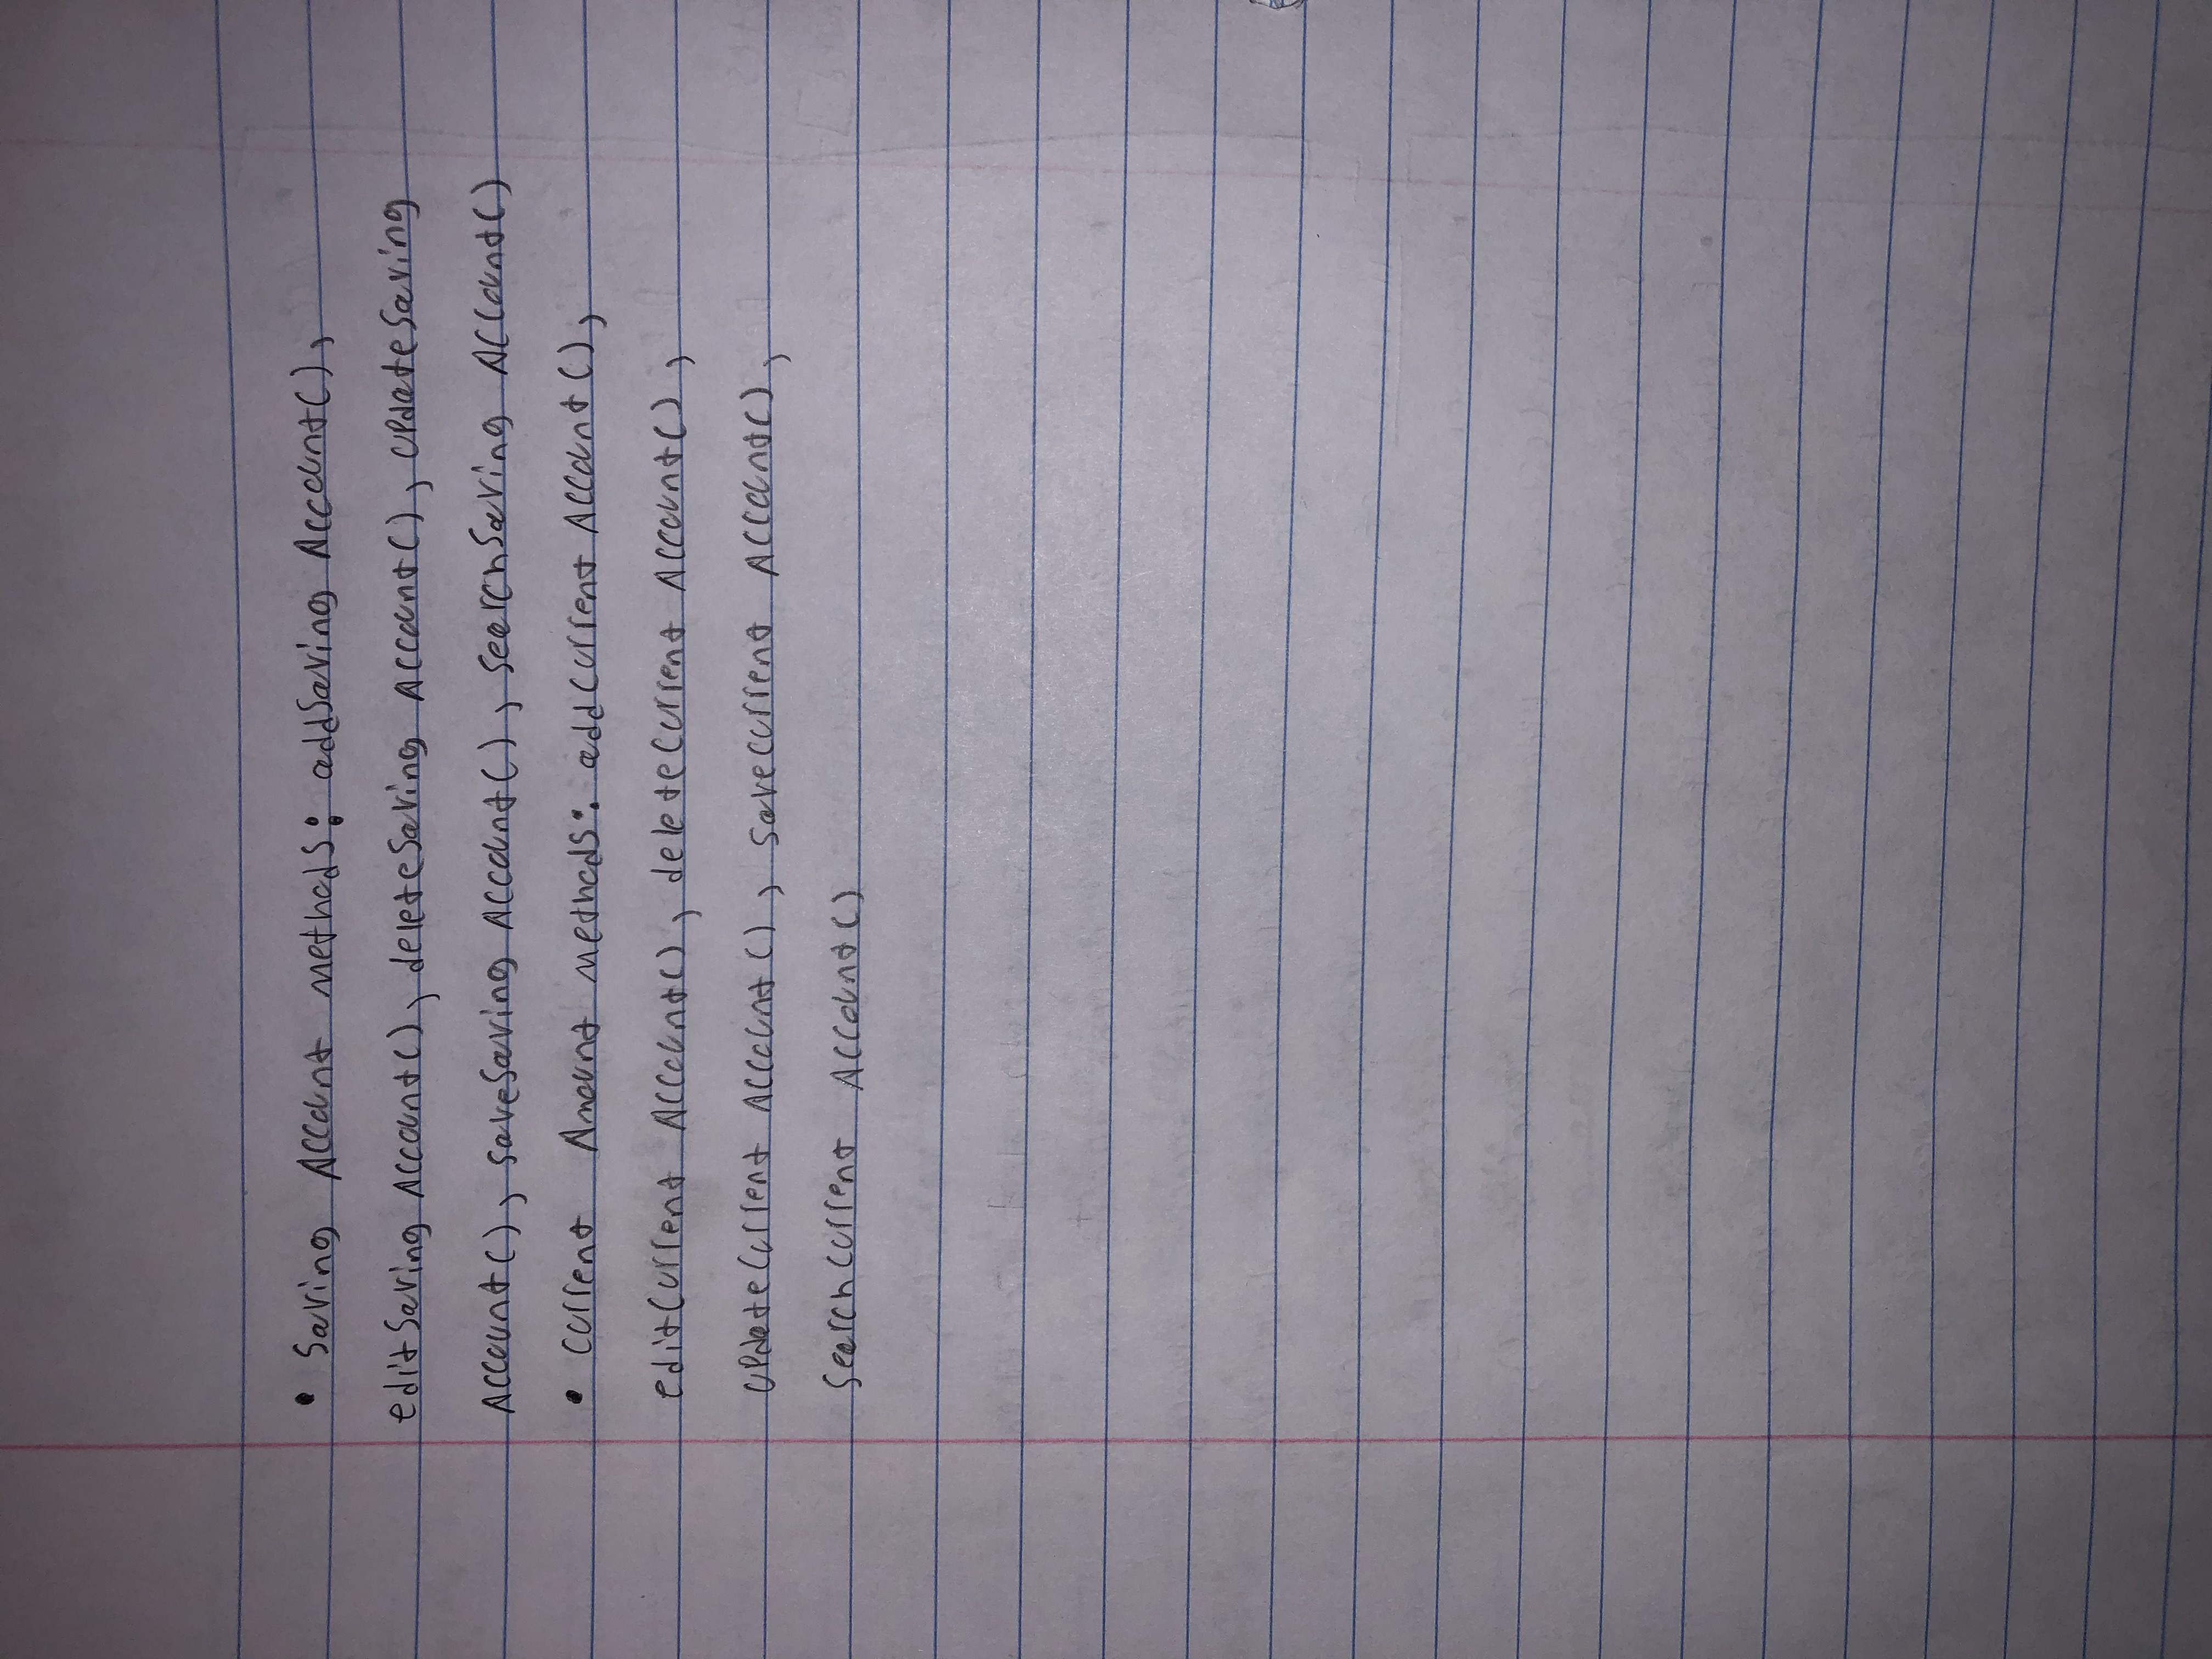 • Saving Account methods: addSaving Account(),
editSaving Account(), deleteSaving Account(), UpdateSaving
Account(), saveSaving Account(), searchSaving Account()
• Current Amount methods: addCurrent Account(),
editCurrent Account(), deleteCurrent Account(),
UpdateCurrent Account(), saveCurrent Account(),
SearchCurrent Account()